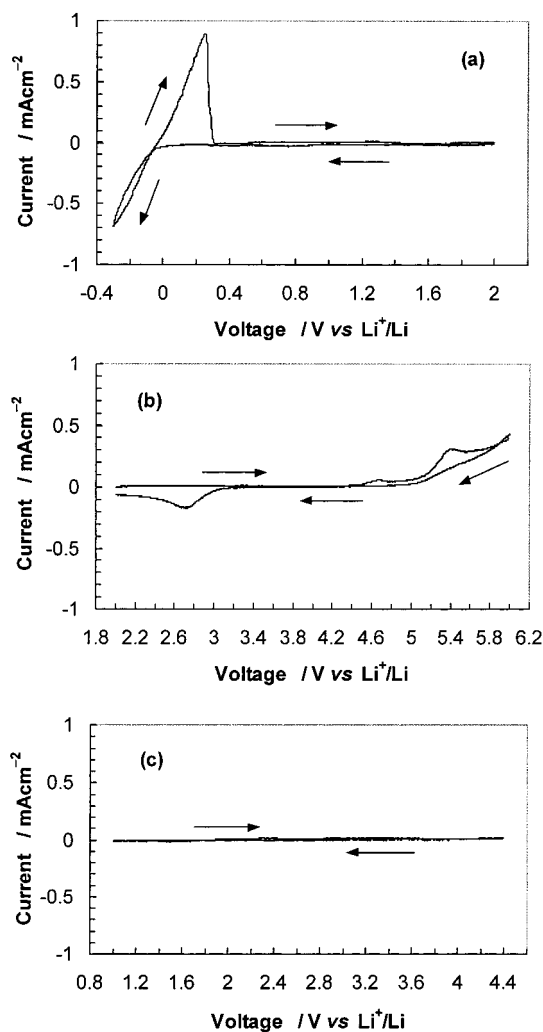 (a)
Current / mAcm⁻²
1
0.5
0
-0.5
-1
-0.4 0 0.4 0.8 1.2 1.6 2
Voltage / V vs Li⁺/Li
(b)
Current / mAcm⁻²
1
0.5
0
-0.5
-1
1.8 2.2 2.6 3 3.4 3.8 4.2 4.6 5 5.4 5.8 6.2
Voltage / V vs Li⁺/Li
(c)
Current / mAcm⁻²
1
0.5
0
-0.5
-1
0.8 1.2 1.6 2 2.4 2.8 3.2 3.6 4 4.4
Voltage / V vs Li⁺/Li